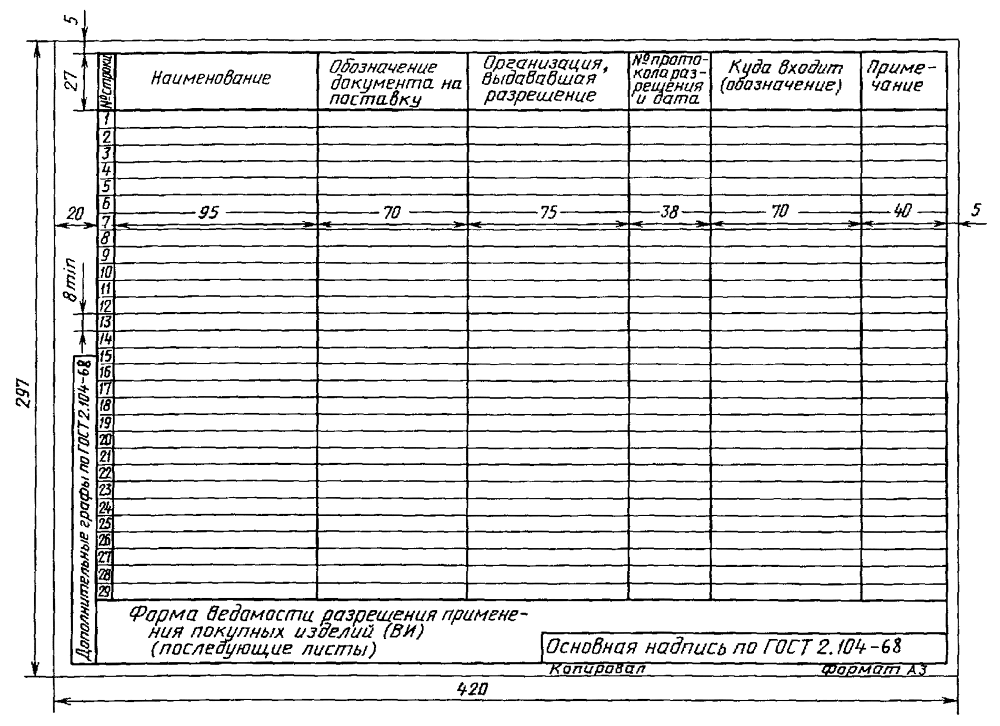 5
27
№ строки
Наименование
Обозначение
документа на
поставку
Организация,
выдававшая
разрешение
№ прото-
кола раз-
решения
и дата
Куда входит
(обозначение)
Приме-
чание
1
2
3
4
5
6
7
20
95
70
75
38
70
40
5
8
9
10
11
12
8 min
13
14
15
16
17
18
19
20
21
22
23
24
25
26
27
28
29
297
Дополнительные графы по ГОСТ 2.104-68
Форма ведомости разрешения примене-
ния покупных изделий (ВИ)
(последующие листы)
Основная надпись по ГОСТ 2.104-68
Копировал
Формат А3
420